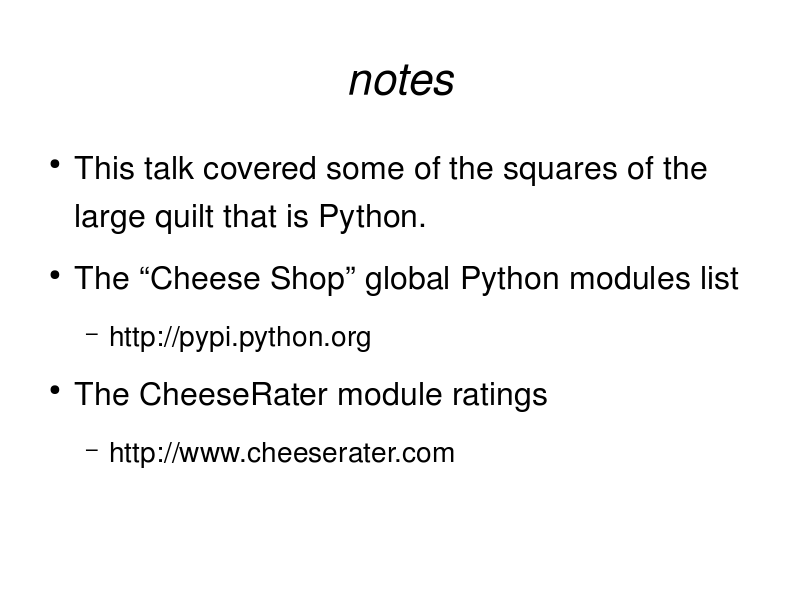 notes
• This talk covered some of the squares of the
large quilt that is Python.
• The “Cheese Shop” global Python modules list
– http://pypi.python.org
• The CheeseRater module ratings
– http://www.cheeserater.com